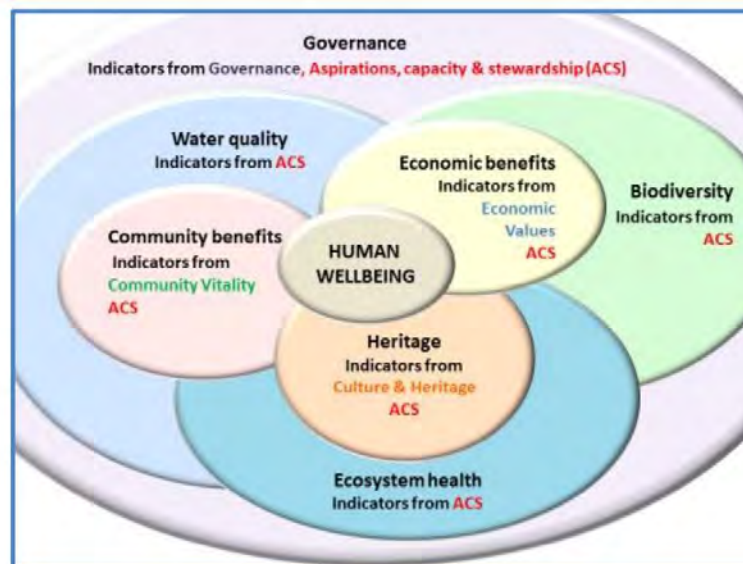 Governance
Indicators from Governance, Aspirations, capacity & stewardship (ACS)
Water quality
Indicators from ACS
Economic benefits
Indicators from
Economic
Values
ACS
Biodiversity
Indicators from
ACS
Community benefits
Indicators from
Community Vitality
ACS
HUMAN
WELLBEING
Heritage
Indicators from
Culture & Heritage
ACS
Ecosystem health
Indicators from ACS